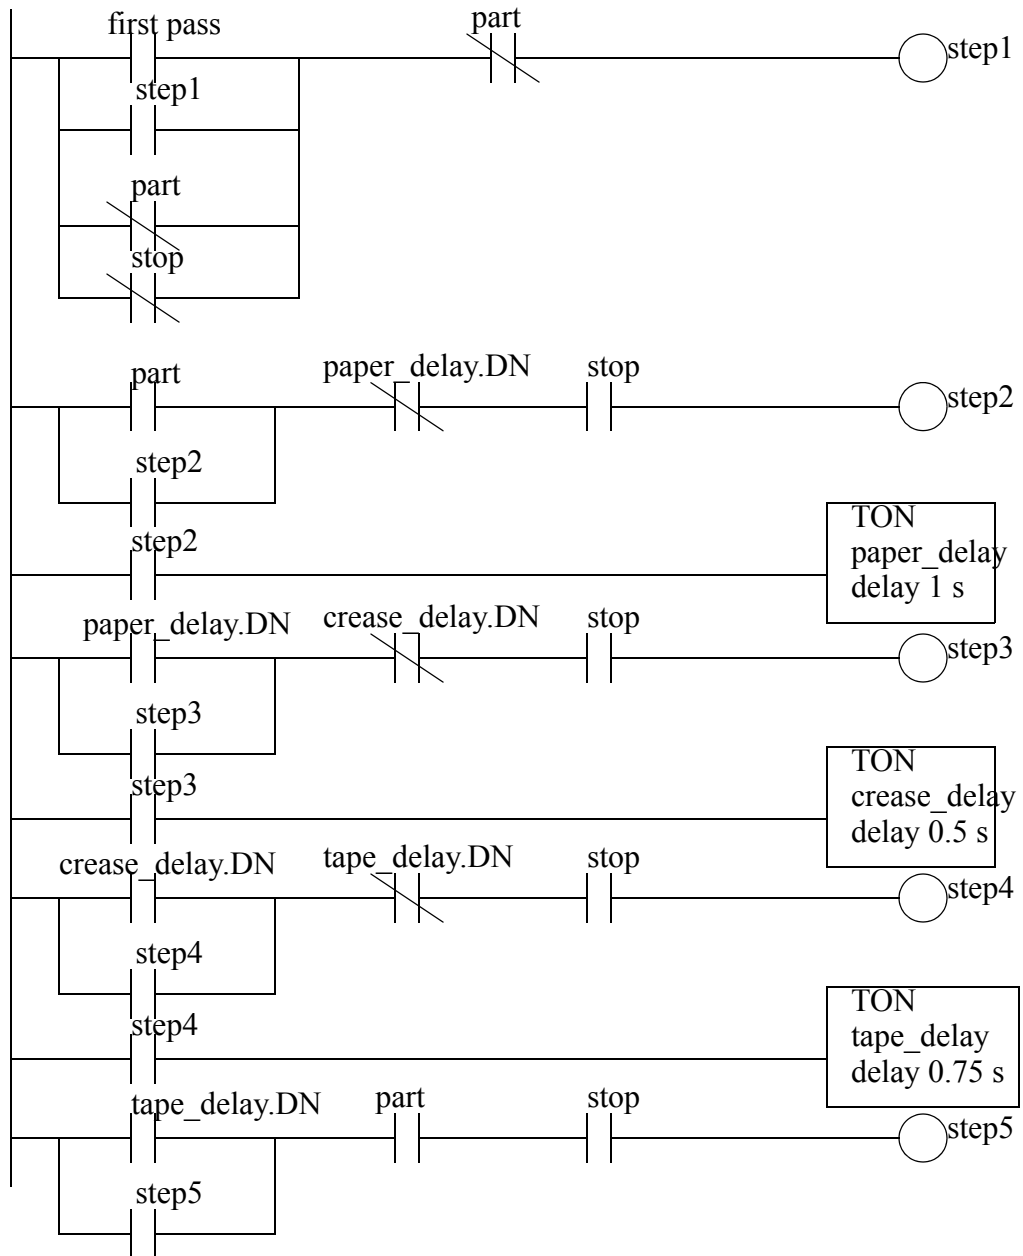 first pass
part
step1
step1
part
stop
part
paper_delay.DN
stop
step2
step2
step2
TON
paper_delay
delay 1 s
paper_delay.DN
crease_delay.DN
stop
step3
step3
step3
TON
crease_delay
delay 0.5 s
crease_delay.DN
tape_delay.DN
stop
step4
step4
step4
TON
tape_delay
delay 0.75 s
tape_delay.DN
part
stop
step5
step5